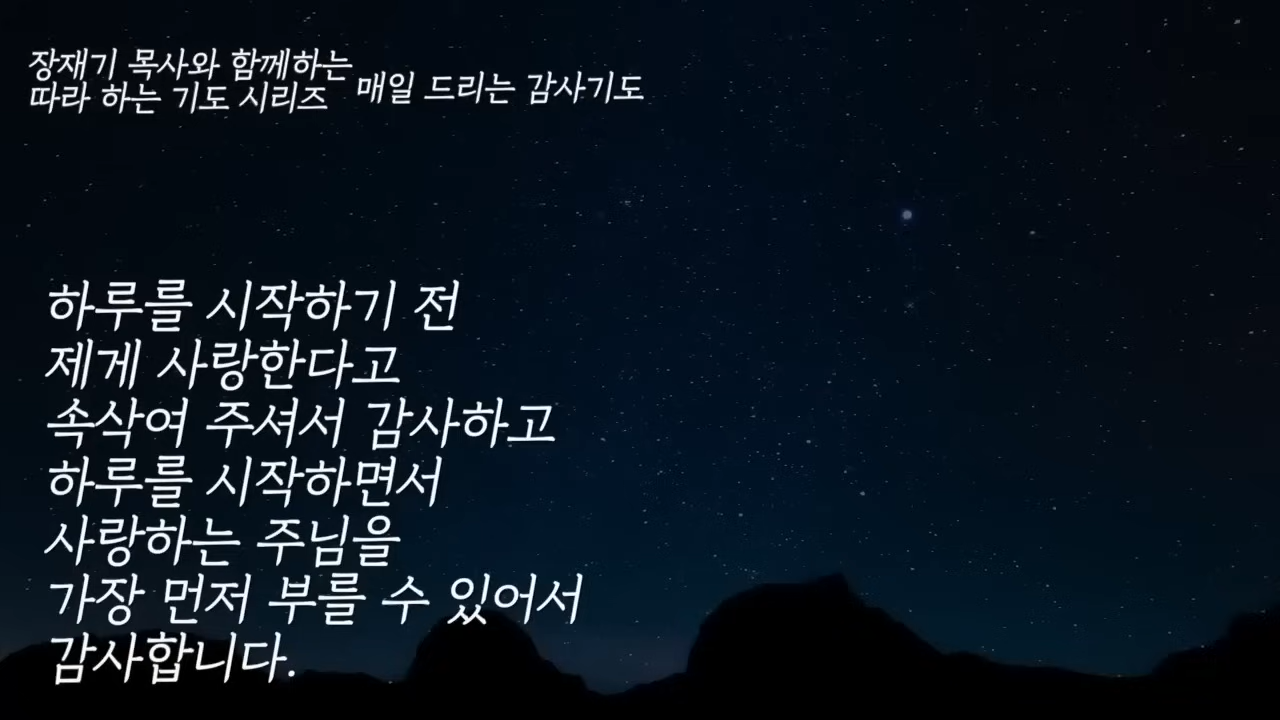 장재기 목사와 함께하는
따라 하는 기도 시리즈
매일 드리는 감사기도
하루를 시작하기 전
제게 사랑한다고
속삭여 주셔서 감사하고
하루를 시작하면서
사랑하는 주님을
가장 먼저 부를 수 있어서
감사합니다.